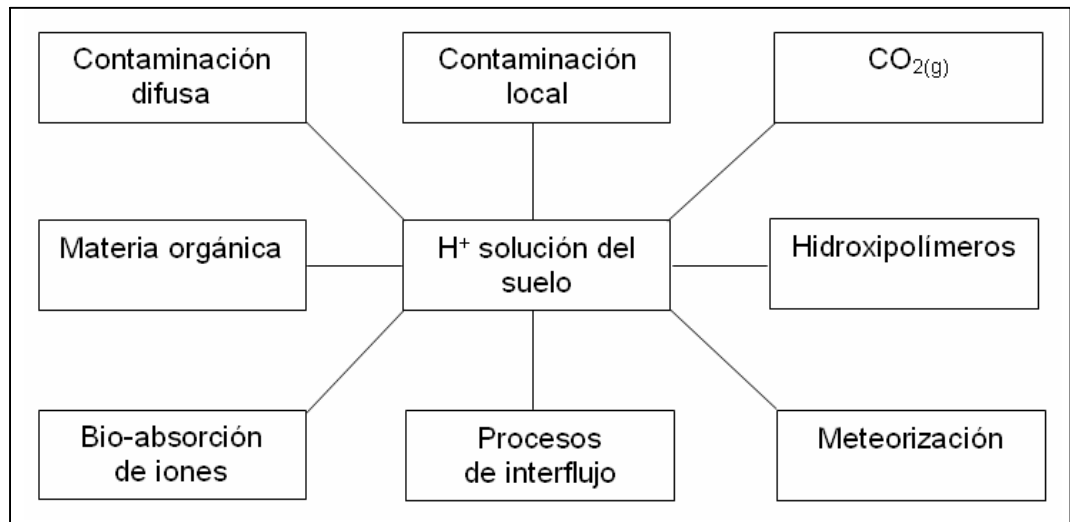 Contaminación
difusa
Contaminación
local
CO₂(g)
Materia orgánica
H⁺ solución del
suelo
Hidroxipolímeros
Bio-absorción
de iones
Procesos
de interflujo
Meteorización